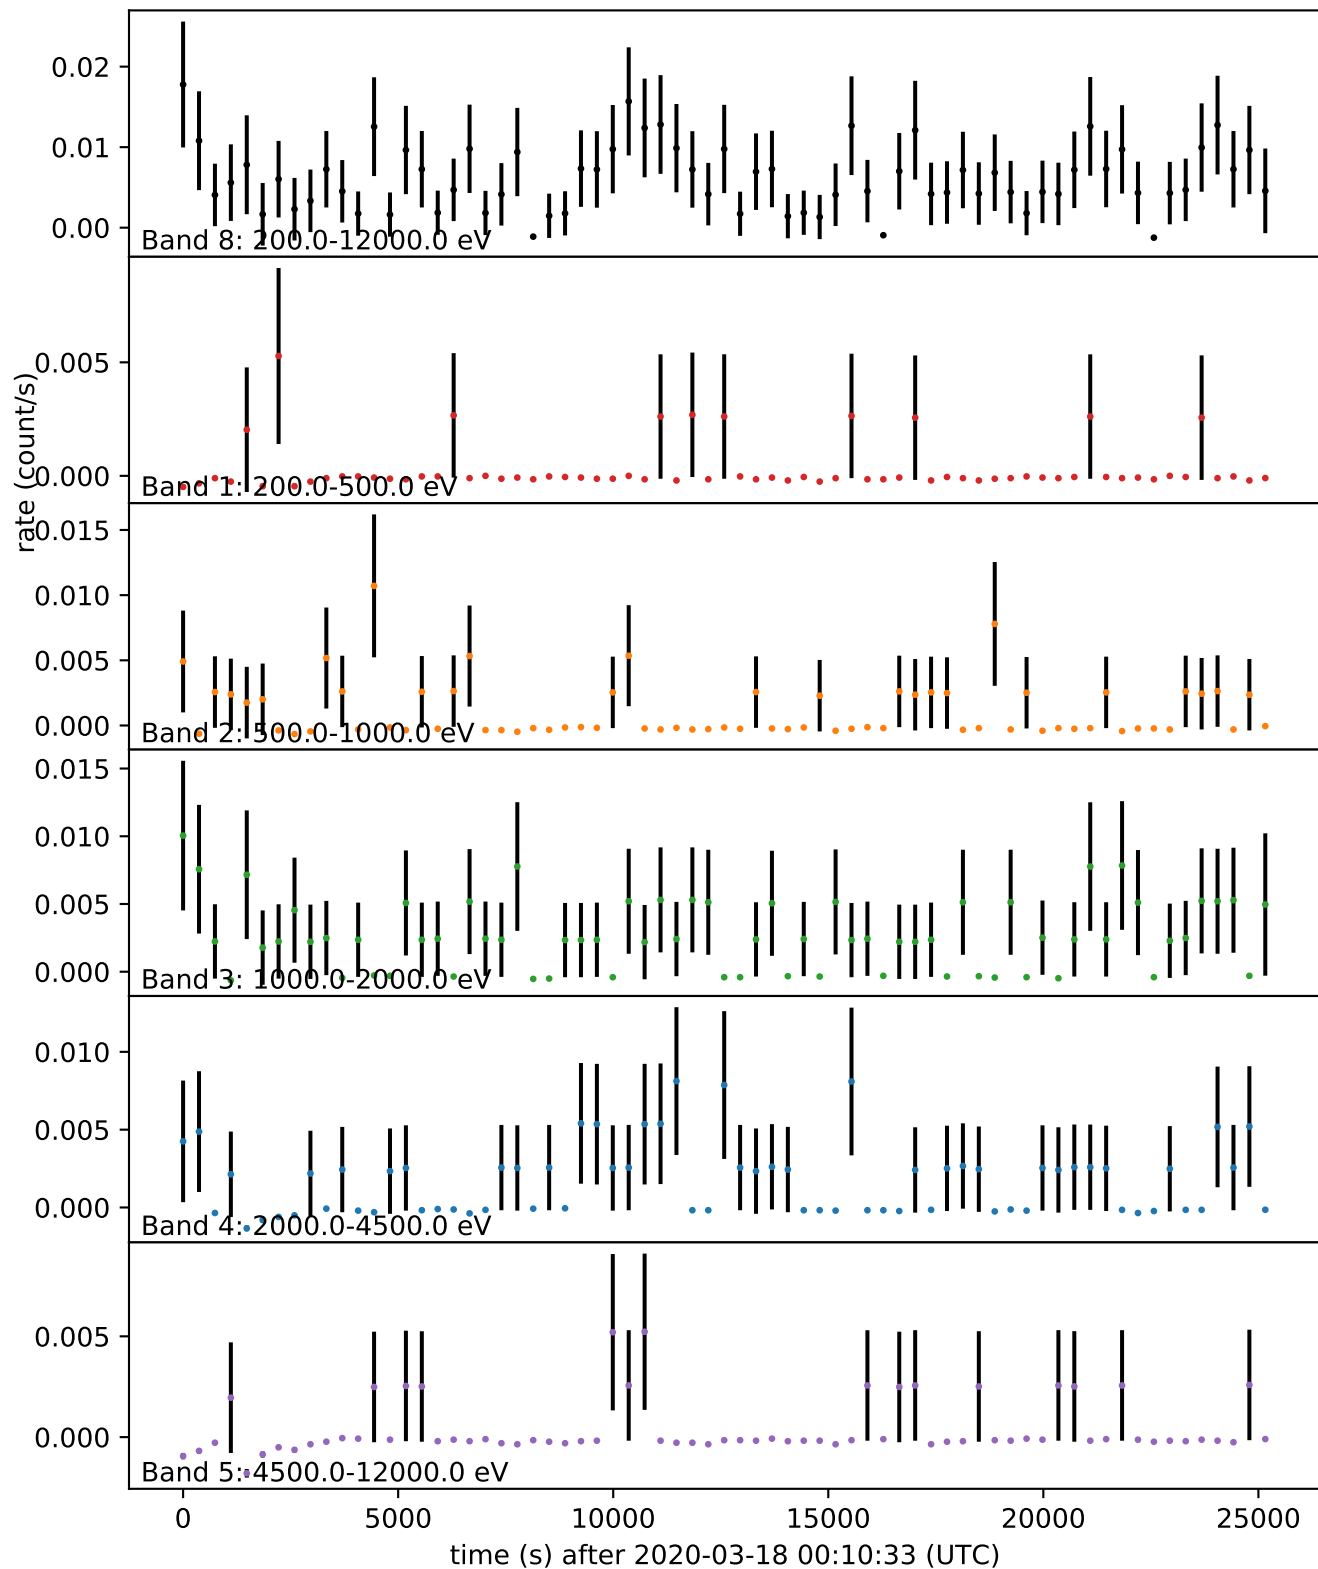 0.02
0.01
0.00
Band 8: 200.0-12000.0 eV
0.005
0.000
Band 1: 200.0-500.0 eV
rate (count/s)
0.015
0.010
0.005
0.000
Band 2: 500.0-1000.0 eV
0.015
0.010
0.005
0.000
Band 3: 1000.0-2000.0 eV
0.010
0.005
0.000
Band 4: 2000.0-4500.0 eV
0.005
0.000
Band 5: 4500.0-12000.0 eV
0 5000 10000 15000 20000 25000
time (s) after 2020-03-18 00:10:33 (UTC)